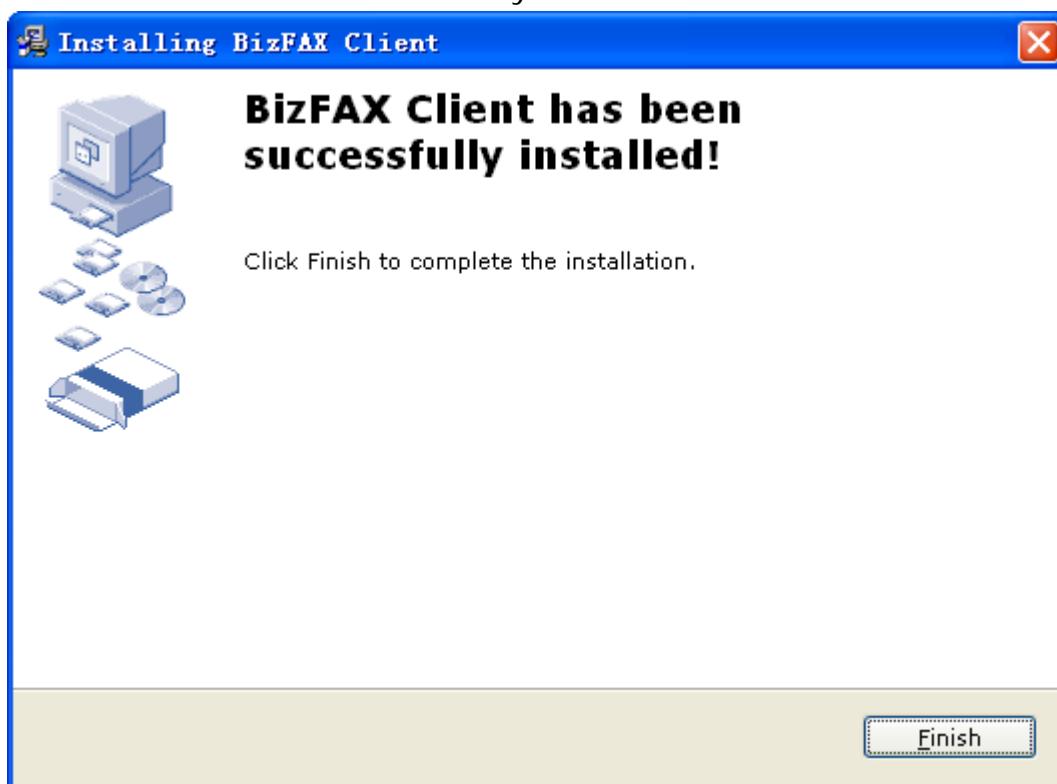 Installing BizFAX Client
BizFAX Client has been
successfully installed!
Click Finish to complete the installation.
Finish